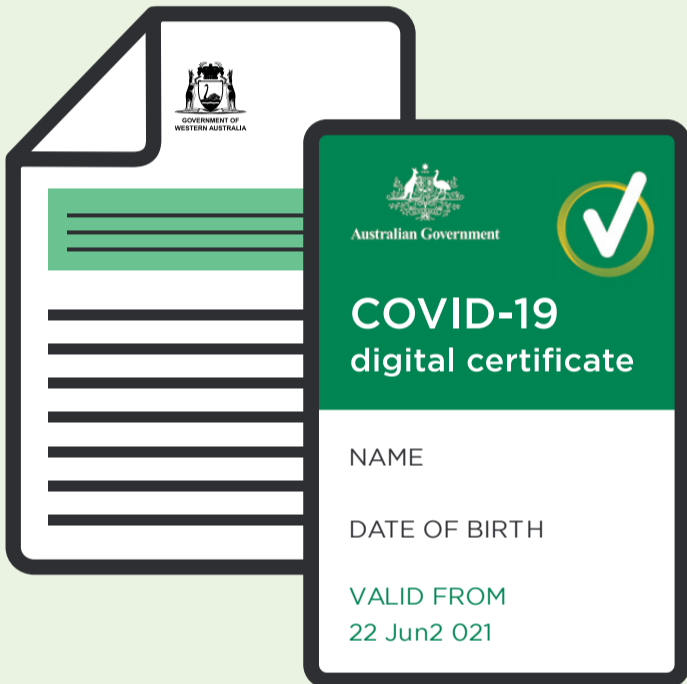 GOVERNMENT OF
WESTERN AUSTRALIA
Australian Government
COVID-19
digital certificate
NAME
DATE OF BIRTH
VALID FROM
22 Jun2 021